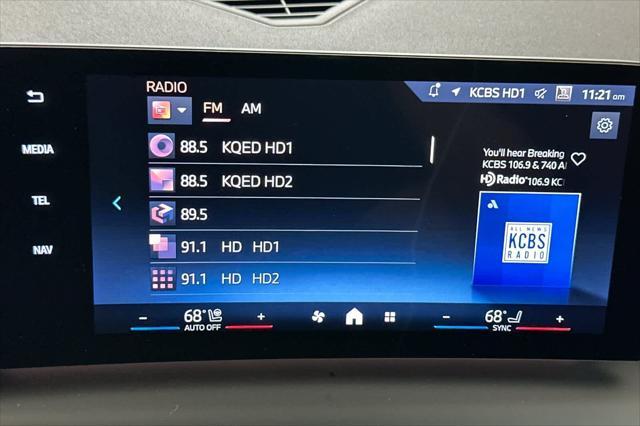 RADIO
KCBS HD1
11:21 am
FM AM
MEDIA
TEL
NAV
88.5 KQED HD1
88.5 KQED HD2
89.5
91.1 HD HD1
91.1 HD HD2
You'll hear Breaking
KCBS 106.9 & 740 A
HD Radio 106.9 KC
ALL NEWS
KCBS
RADIO
- 68° +
AUTO OFF
- 68° +
SYNC